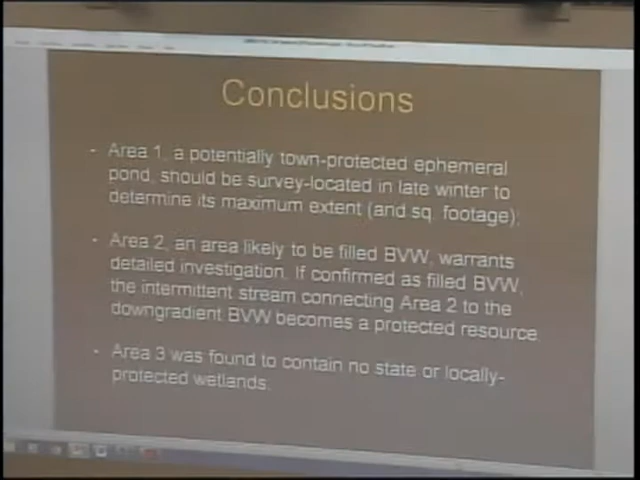 Conclusions
- Area 1, a potentially town-protected ephemeral
pond, should be survey-located in late winter to
determine its maximum extent (and sq. footage);
- Area 2, an area likely to be filled BVW, warrants
detailed investigation. If confirmed as filled BVW,
the intermittent stream connecting Area 2 to the
downgradient BVW becomes a protected resource
- Area 3 was found to contain no state or locally-
protected wetlands.